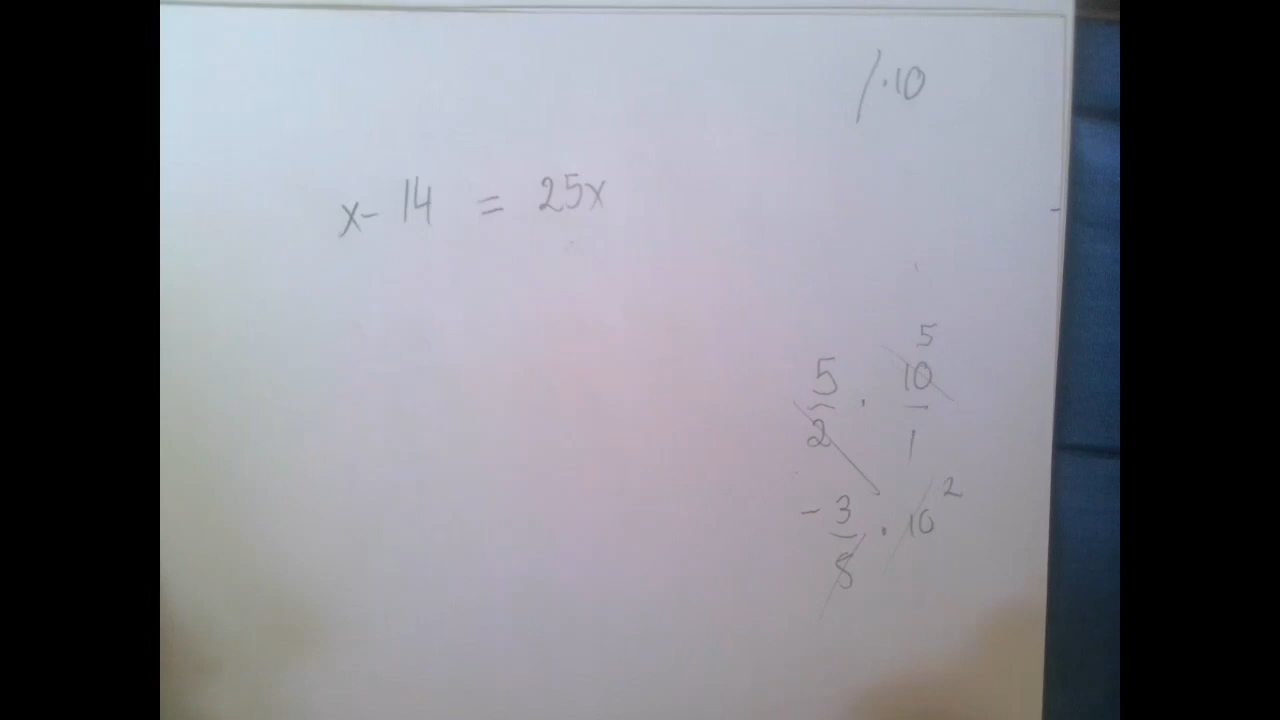 /·10
x- 14 = 25x
5
5/2 · 10/1
- 3/8 · 10 2